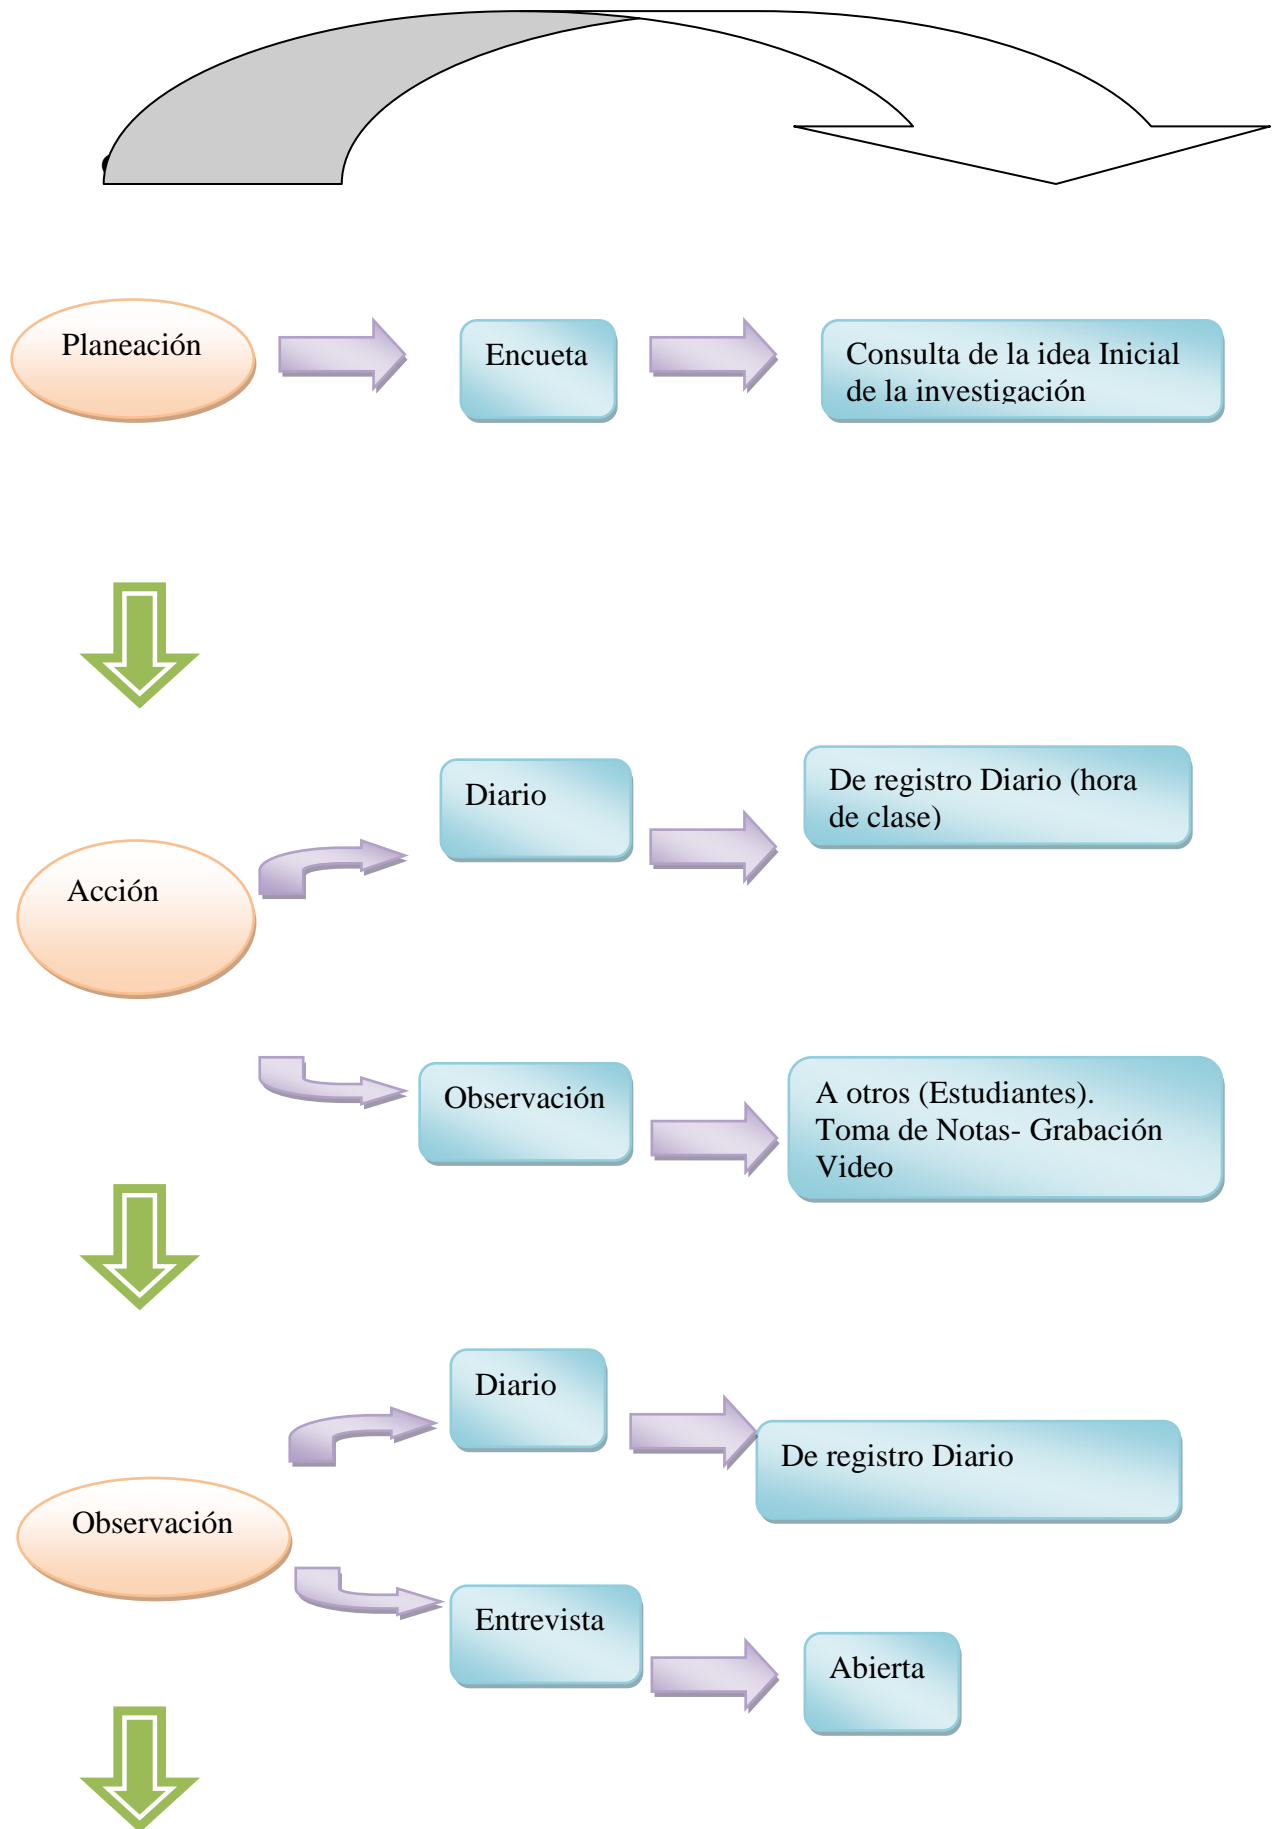 Planeación
Encueta
Consulta de la idea Inicial
de la investigación
Diario
De registro Diario (hora
de clase)
Acción
Observación
A otros (Estudiantes).
Toma de Notas- Grabación
Video
Diario
De registro Diario
Observación
Entrevista
Abierta